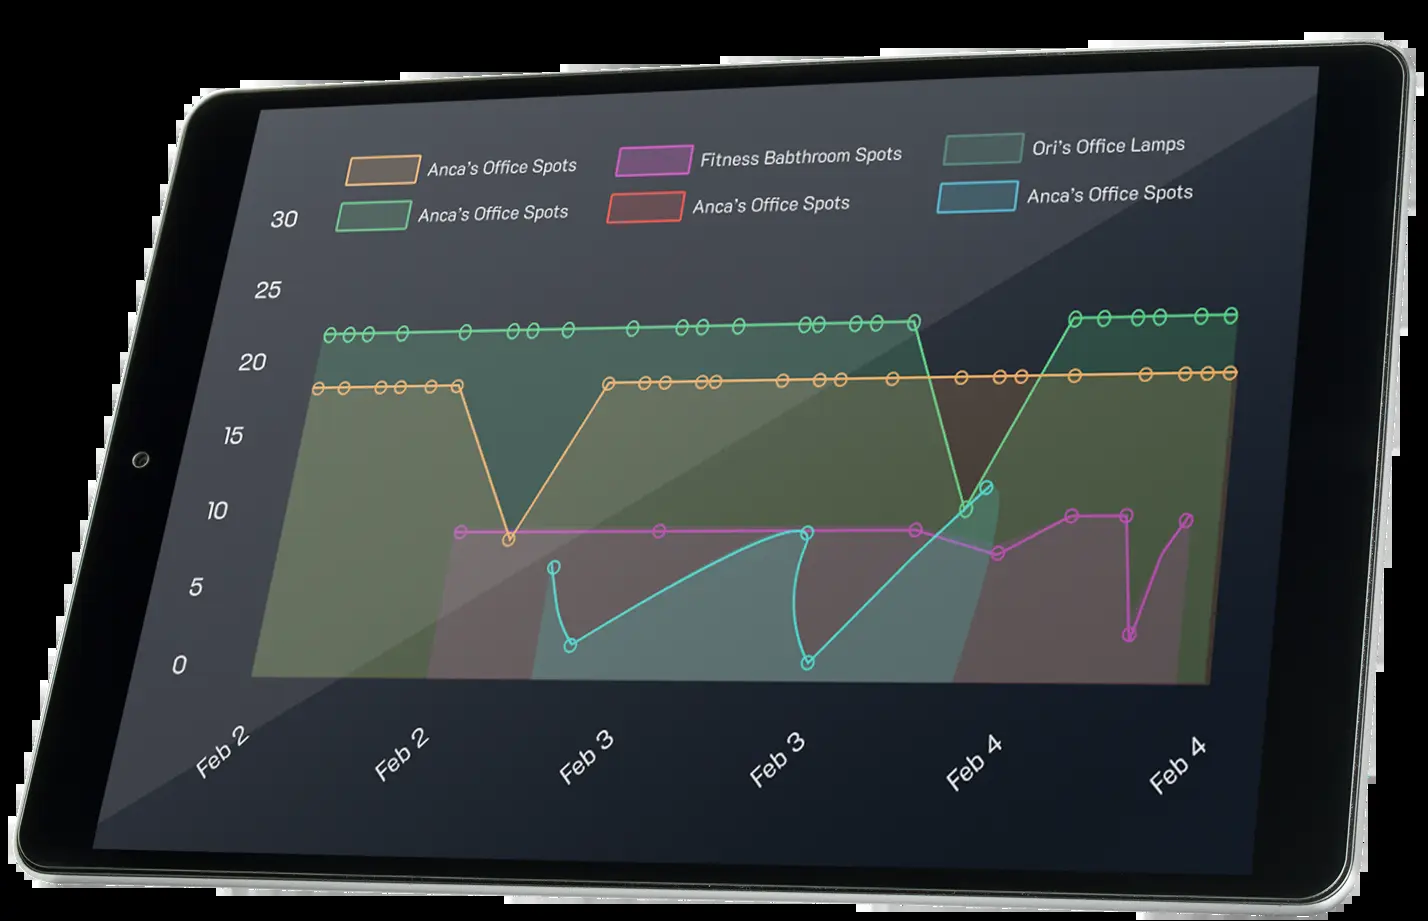 Anca's Office Spots
Fitness Babthroom Spots
Ori's Office Lamps
Anca's Office Spots
Anca's Office Spots
Anca's Office Spots
30
25
20
15
10
5
0
Feb 2
Feb 2
Feb 3
Feb 3
Feb 4
Feb 4